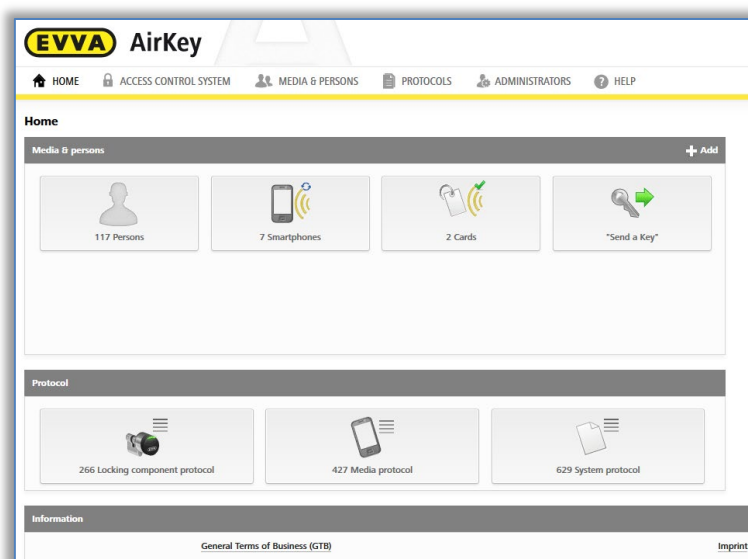 EVVA AirKey
HOME ACCESS CONTROL SYSTEM MEDIA & PERSONS PROTOCOLS ADMINISTRATORS ? HELP
Home
Media & persons + Add
117 Persons 7 Smartphones 2 Cards "Send a Key"
Protocol
266 Locking component protocol 427 Media protocol 629 System protocol
Information
General Terms of Business (GTB) Imprint